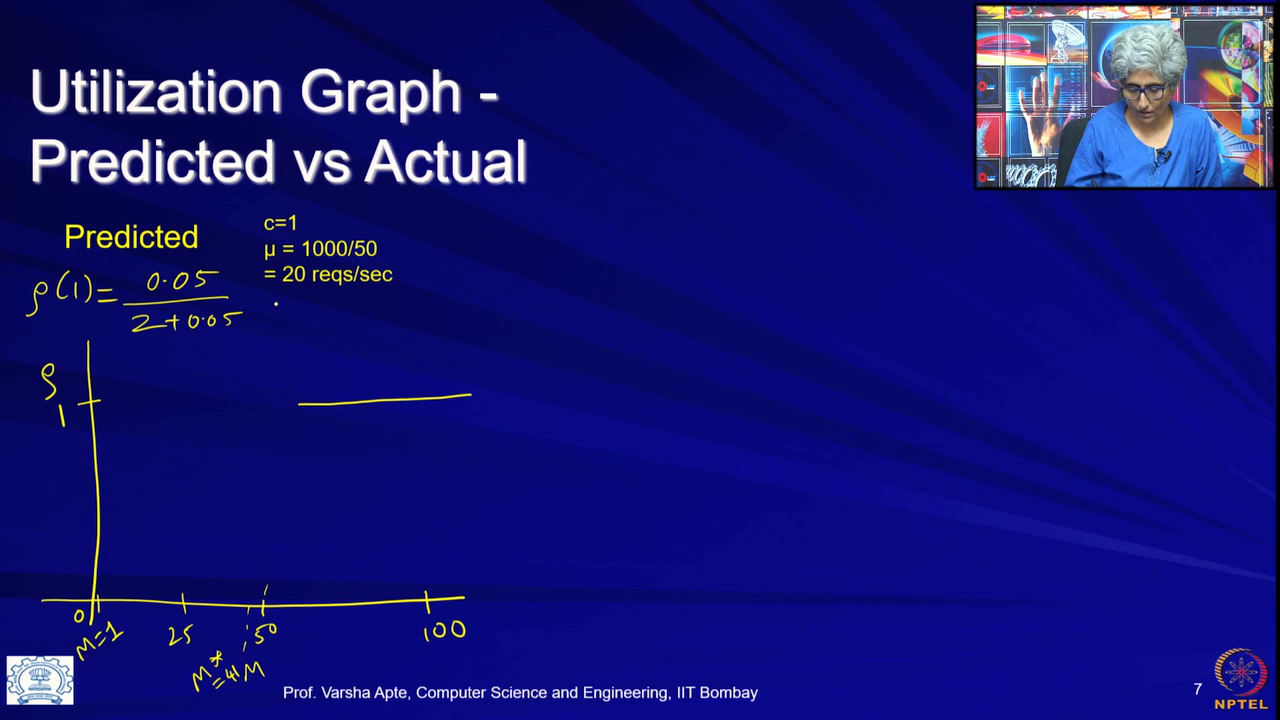 Utilization Graph -
Predicted vs Actual
Predicted
c=1
μ = 1000/50
= 20 reqs/sec
ρ(1) = 0.05
2+0.05
ρ
1
0
M=1
25
50
100
M*
=41
M
Prof. Varsha Apte, Computer Science and Engineering, IIT Bombay
7
NPTEL